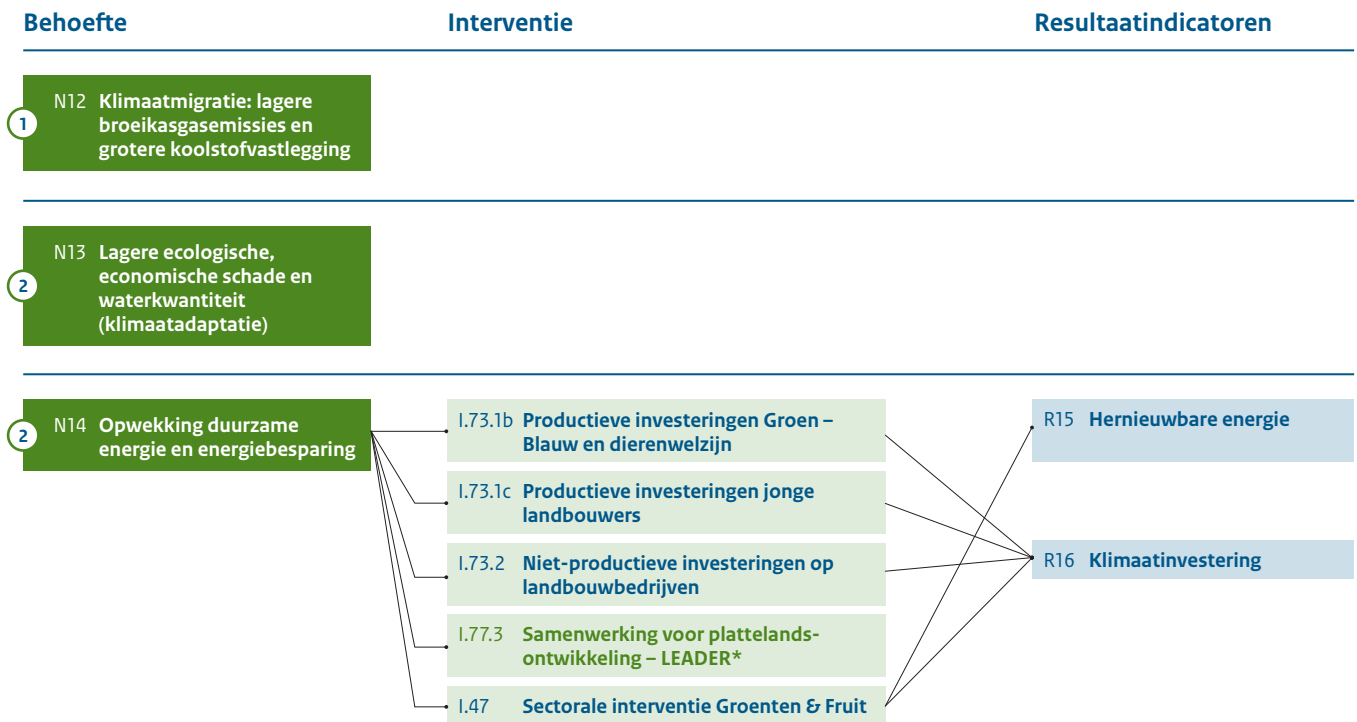 Behoefte
Interventie
Resultaatindicatoren
1
N12 Klimaatmigratie: lagere
broeikasgasemissies en
grotere koolstofvastlegging
2
N13 Lagere ecologische,
economische schade en
waterkwantiteit
(klimaatadaptatie)
2
N14 Opwekking duurzame
energie en energiebesparing
I.73.1b Productieve investeringen Groen –
Blauw en dierenwelzijn
I.73.1c Productieve investeringen jonge
landbouwers
I.73.2 Niet-productieve investeringen op
landbouwbedrijven
I.77.3 Samenwerking voor plattelands-
ontwikkeling – LEADER*
I.47 Sectorale interventie Groenten & Fruit
R15 Hernieuwbare energie
R16 Klimaatinvestering